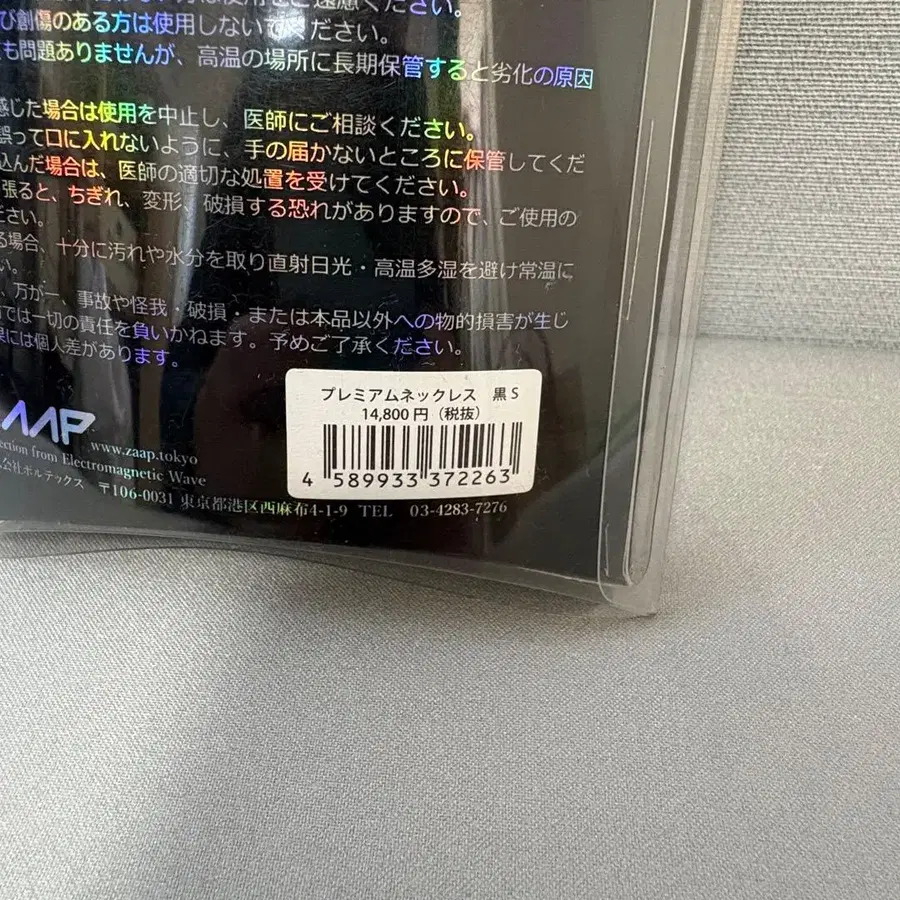 はご遠慮ください。
び創傷のある方は使用しないでください。
も問題ありませんが、高温の場所に長期保管すると劣化の原因
感じた場合は使用を中止し、医師にご相談ください。
誤って口に入れないように、手の届かないところに保管してくだ
込んだ場合は、医師の適切な処置を受けてください。
張ると、ちぎれ、変形、破損する恐れがありますので、ご使用の
ださい。
る場合、十分に汚れや水分を取り直射日光・高温多湿を避け常温に
い。
、万が一、事故や怪我・破損・または本品以外への物的損害が生じ
では一切の責任を負いかねます。予めご了承ください。
果には個人差があります。
プレミアムネックレス 黒S
14,800円（税抜）
4 589933 372263
AAP www.zaap.tokyo
ection from Electromagnetic Wave
会社ボルテックス 〒106-0031 東京都港区西麻布4-1-9 TEL 03-4283-7276